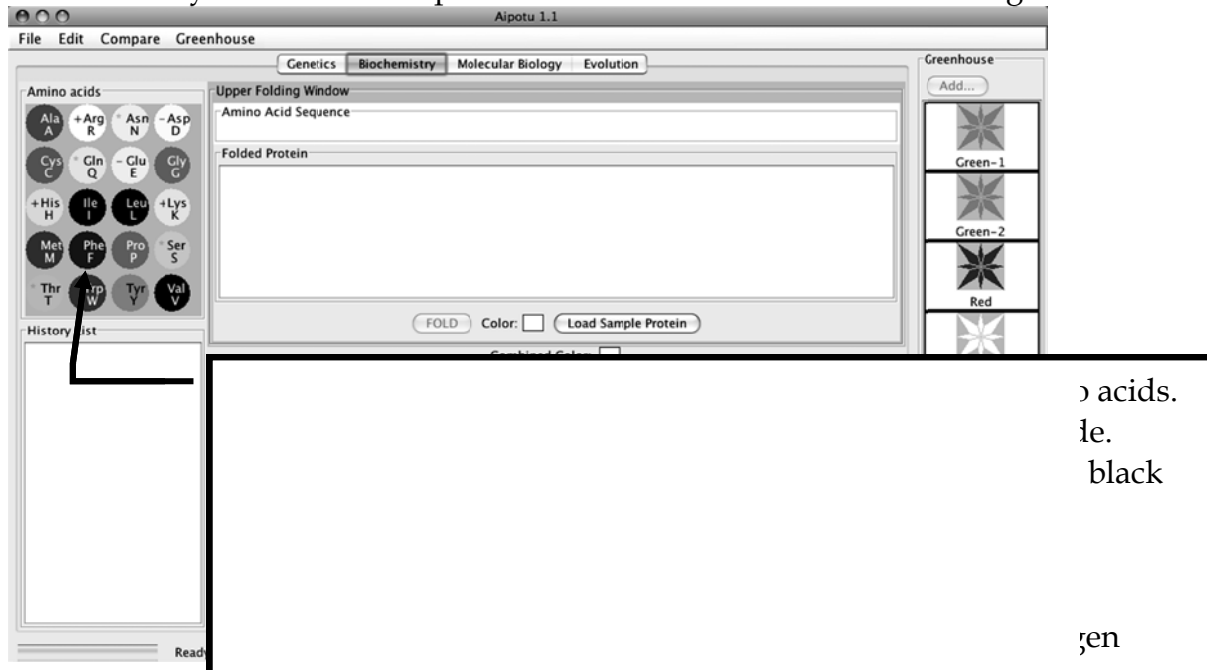 Aipotu 1.1
File Edit Compare Greenhouse
Genetics Biochemistry Molecular Biology Evolution
Greenhouse
Add...
Amino acids
Ala A +Arg R * Asn N - Asp D
Cys C * Gln Q - Glu E Gly G
+His H Ile I Leu L +Lys K
Met M Phe F Pro P * Ser S
* Thr T W Tyr Y Val V
Upper Folding Window
Amino Acid Sequence
Folded Protein
FOLD Color: Load Sample Protein
Green-1
Green-2
Red
History
acids.
black